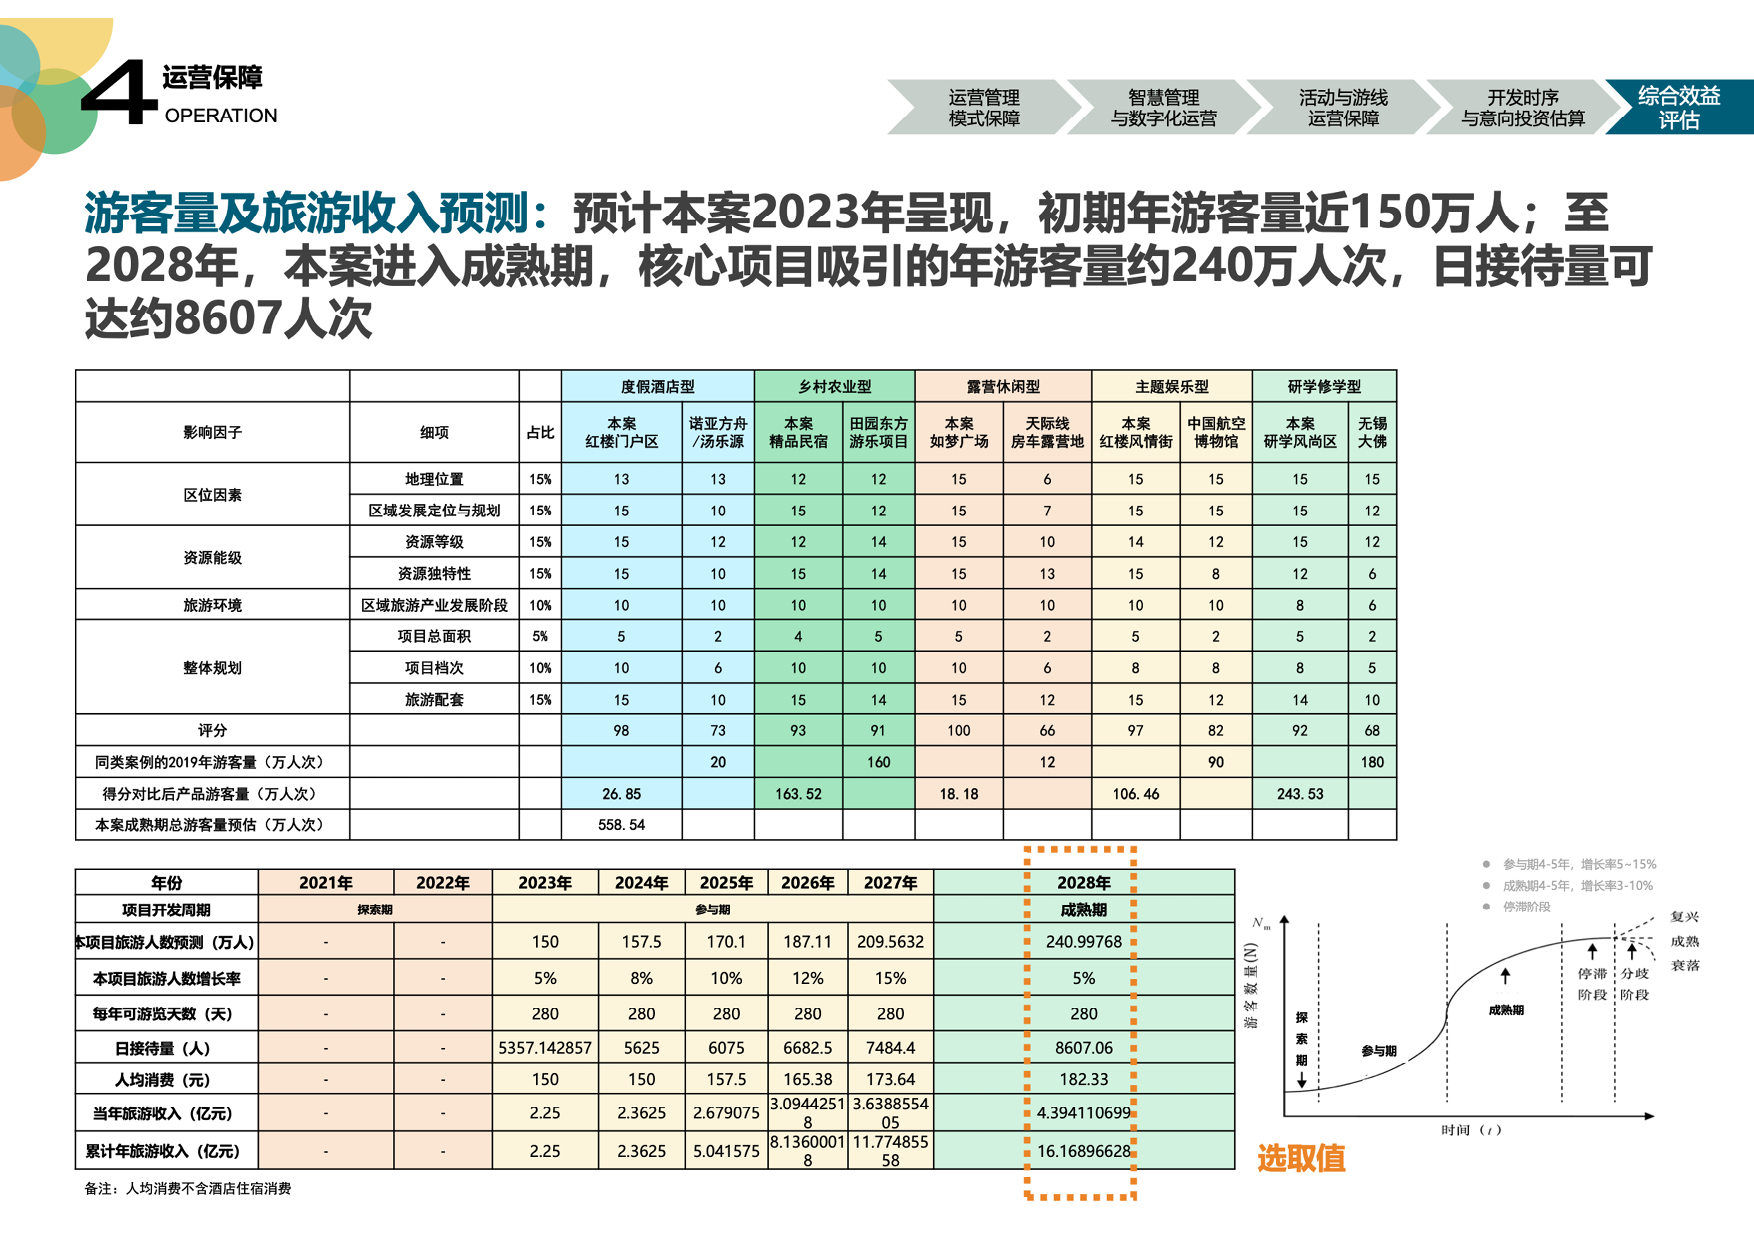 4
运营保障
OPERATION
运营管理
模式保障
智慧管理
与数字化运营
活动与游线
运营保障
开发时序
与意向投资估算
综合效益
评估
游客量及旅游收入预测：预计本案2023年呈现，初期年游客量近150万人；至
2028年，本案进入成熟期，核心项目吸引的年游客量约240万人次，日接待量可
达约8607人次
度假酒店型 乡村农业型 露营休闲型 主题娱乐型 研学修学型
影响因子 细项 占比 本案 红楼门户区 诺亚方舟 /汤乐源 本案 精品民宿 田园东方 游乐项目 本案 如梦广场 天际线 房车露营地 本案 红楼风情街 中国航空 博物馆 本案 研学风尚区 无锡 大佛
区位因素 地理位置 15% 13 13 12 12 15 6 15 15 15 15
区域发展定位与规划 15% 15 10 15 12 15 7 15 15 15 12
资源能级 资源等级 15% 15 12 12 14 15 10 14 12 15 12
资源独特性 15% 15 10 15 14 15 13 15 8 12 6
旅游环境 区域旅游产业发展阶段 10% 10 10 10 10 10 10 10 10 8 6
整体规划 项目总面积 5% 5 2 4 5 5 2 5 2 5 2
项目档次 10% 10 6 10 10 10 6 8 8 8 5
旅游配套 15% 15 10 15 14 15 12 15 12 14 10
评分 98 73 93 91 100 66 97 82 92 68
同类案例的2019年游客量（万人次） 20 160 12 90 180
得分对比后产品游客量（万人次） 26.85 163.52 18.18 106.46 243.53
本案成熟期总游客量预估（万人次） 558.54
年份 2021年 2022年 2023年 2024年 2025年 2026年 2027年 2028年
项目开发周期 探索期 参与期 成熟期
本项目旅游人数预测（万人） - - 150 157.5 170.1 187.11 209.5632 240.99768
本项目旅游人数增长率 - - 5% 8% 10% 12% 15% 5%
每年可游览天数（天） - - 280 280 280 280 280 280
日接待量（人） - - 5357.142857 5625 6075 6682.5 7484.4 8607.06
人均消费（元） - - 150 150 157.5 165.38 173.64 182.33
当年旅游收入（亿元） - - 2.25 2.3625 2.679075 3.09442518 3.638855405 4.394110699
累计年旅游收入（亿元） - - 2.25 2.3625 5.041575 8.13600018 11.77485558 16.16896628
备注：人均消费不含酒店住宿消费
选取值
● 参与期4-5年，增长率5~15%
● 成熟期4-5年，增长率3-10%
● 停滞阶段
Nm
游客数量(N)
探索期
参与期
成熟期
停滞
阶段
分歧
阶段
复兴
成熟
衰落
时间（t）